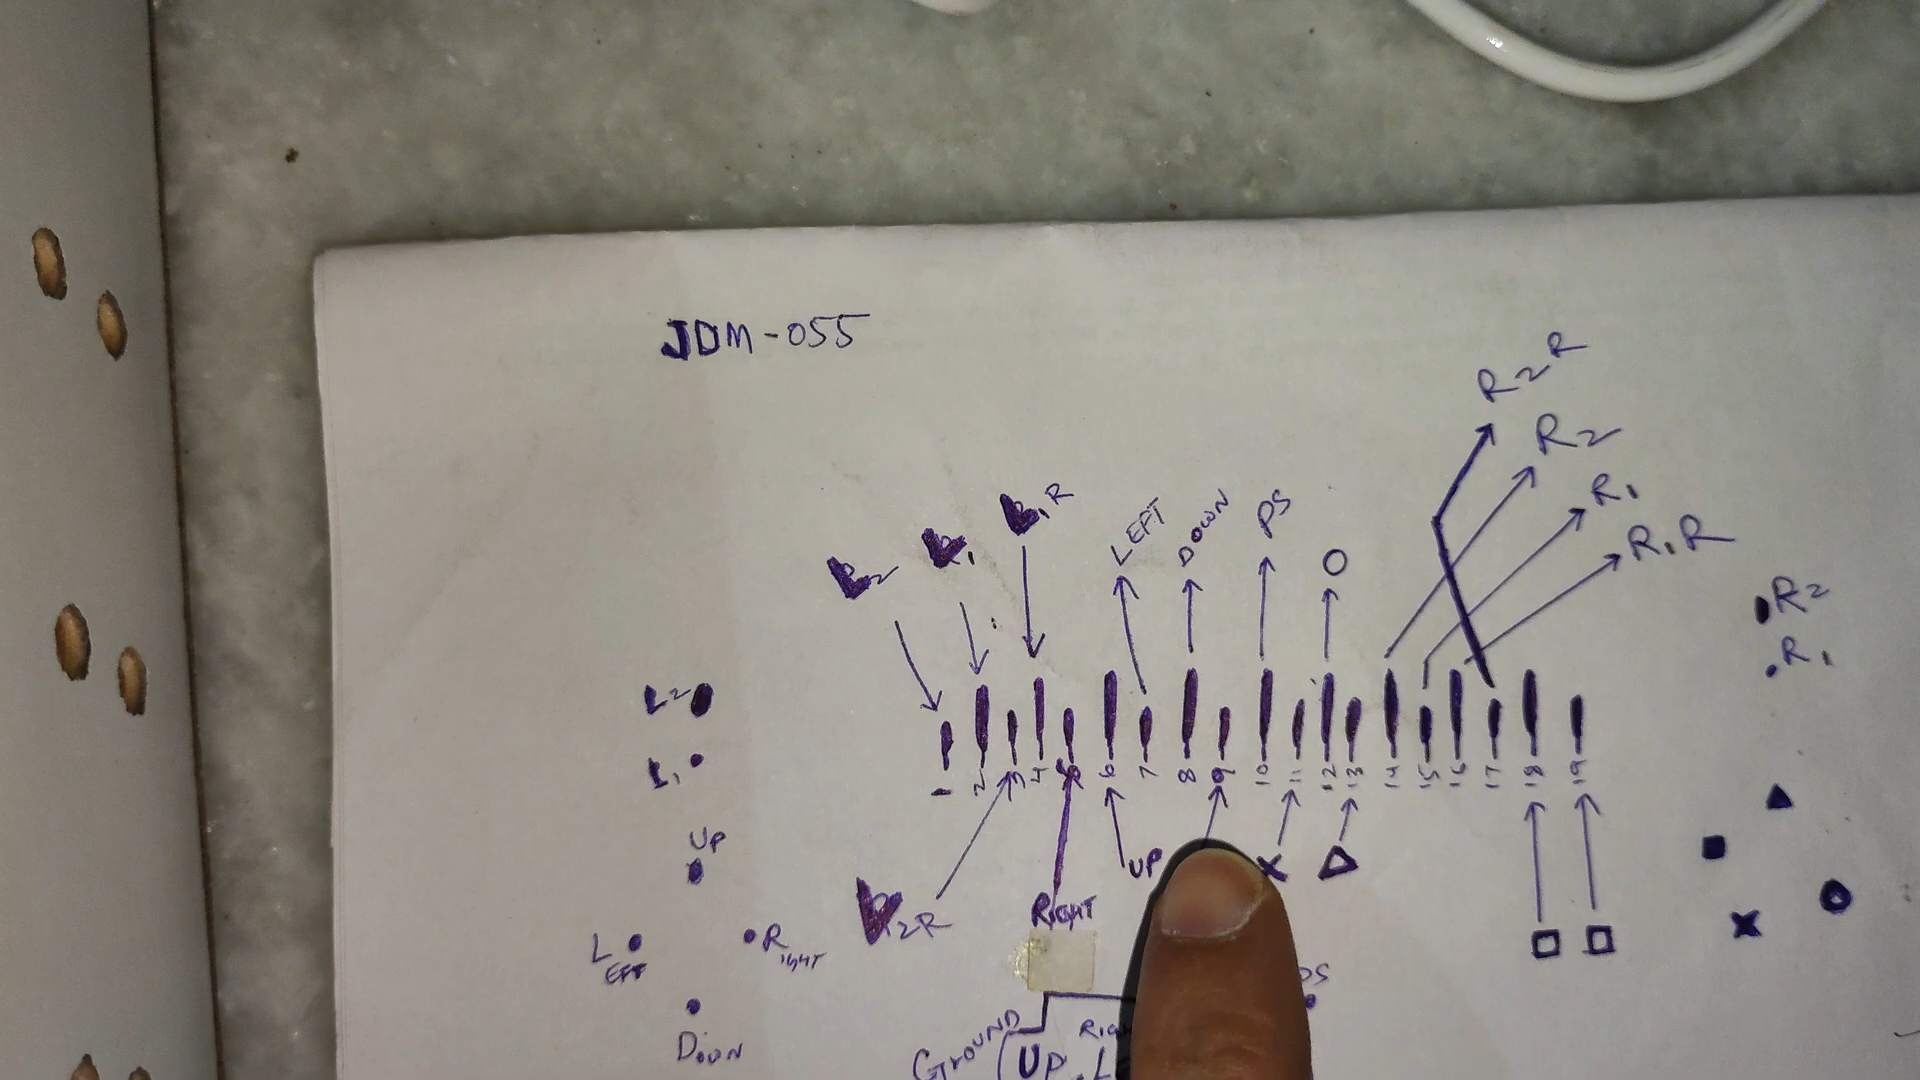 JDM-055
R2R
R2
R1
R1R
L2
L1
L1R
LEFT
DOWN
PS
O
R2
R1
L2
L1
1 2 3 4 5 6 7 8 9 10 11 12 13 14 15 16 17 18 19
UP
UP
X
L2R
RIGHT
LEFT
RIGHT
DOWN
GROUND
(UP, L